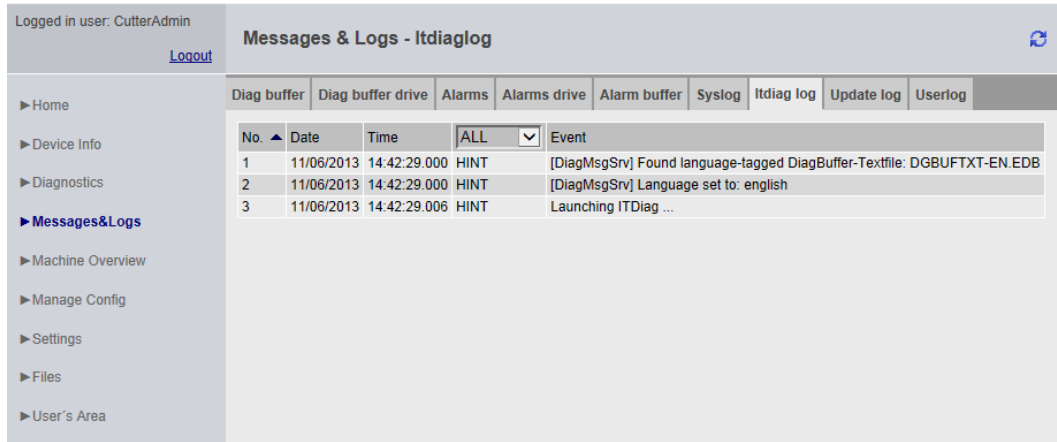 Logged in user: CutterAdmin
Logout
Messages & Logs - Itdiaglog
Diag buffer Diag buffer drive Alarms Alarms drive Alarm buffer Syslog Itdiag log Update log Userlog
►Home
►Device Info
►Diagnostics
►Messages&Logs
►Machine Overview
►Manage Config
►Settings
►Files
►User´s Area
No. Date Time ALL Event
1 11/06/2013 14:42:29.000 HINT [DiagMsgSrv] Found language-tagged DiagBuffer-Textfile: DGBUFTXT-EN.EDB
2 11/06/2013 14:42:29.000 HINT [DiagMsgSrv] Language set to: english
3 11/06/2013 14:42:29.006 HINT Launching ITDiag ...